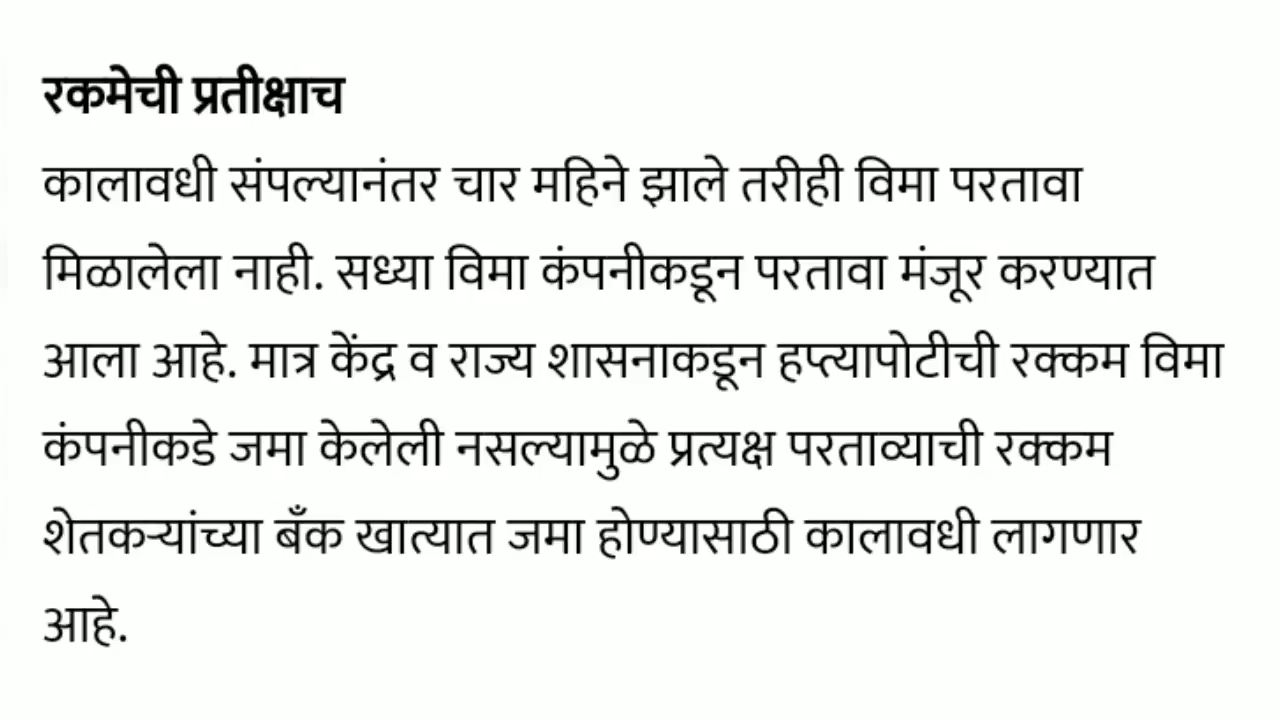 रकमेची प्रतीक्षाच
कालावधी संपल्यानंतर चार महिने झाले तरीही विमा परतावा
मिळालेला नाही. सध्या विमा कंपनीकडून परतावा मंजूर करण्यात
आला आहे. मात्र केंद्र व राज्य शासनाकडून हप्त्यापोटीची रक्कम विमा
कंपनीकडे जमा केलेली नसल्यामुळे प्रत्यक्ष परताव्याची रक्कम
शेतकऱ्यांच्या बँक खात्यात जमा होण्यासाठी कालावधी लागणार
आहे.